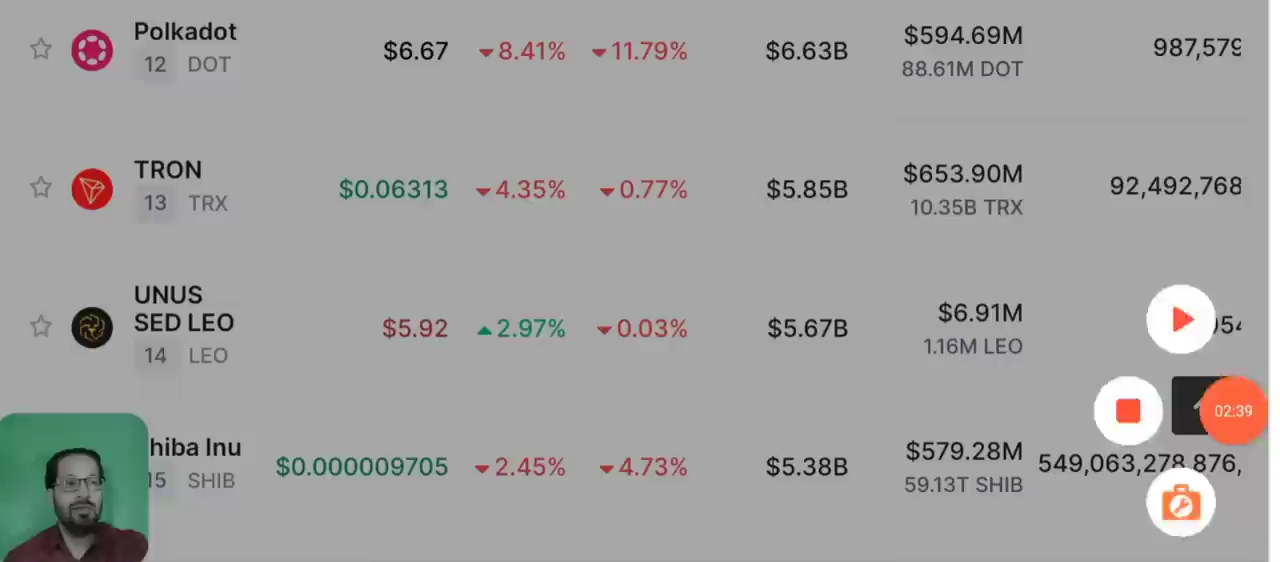 Polkadot
12 DOT
$6.67
8.41%
11.79%
$6.63B
$594.69M
88.61M DOT
987,579
TRON
13 TRX
$0.06313
4.35%
0.77%
$5.85B
$653.90M
10.35B TRX
92,492,768
UNUS
SED LEO
14 LEO
$5.92
2.97%
0.03%
$5.67B
$6.91M
1.16M LEO
hiba Inu
15 SHIB
$0.000009705
2.45%
4.73%
$5.38B
$579.28M
59.13T SHIB
549,063,278,876,
02:39